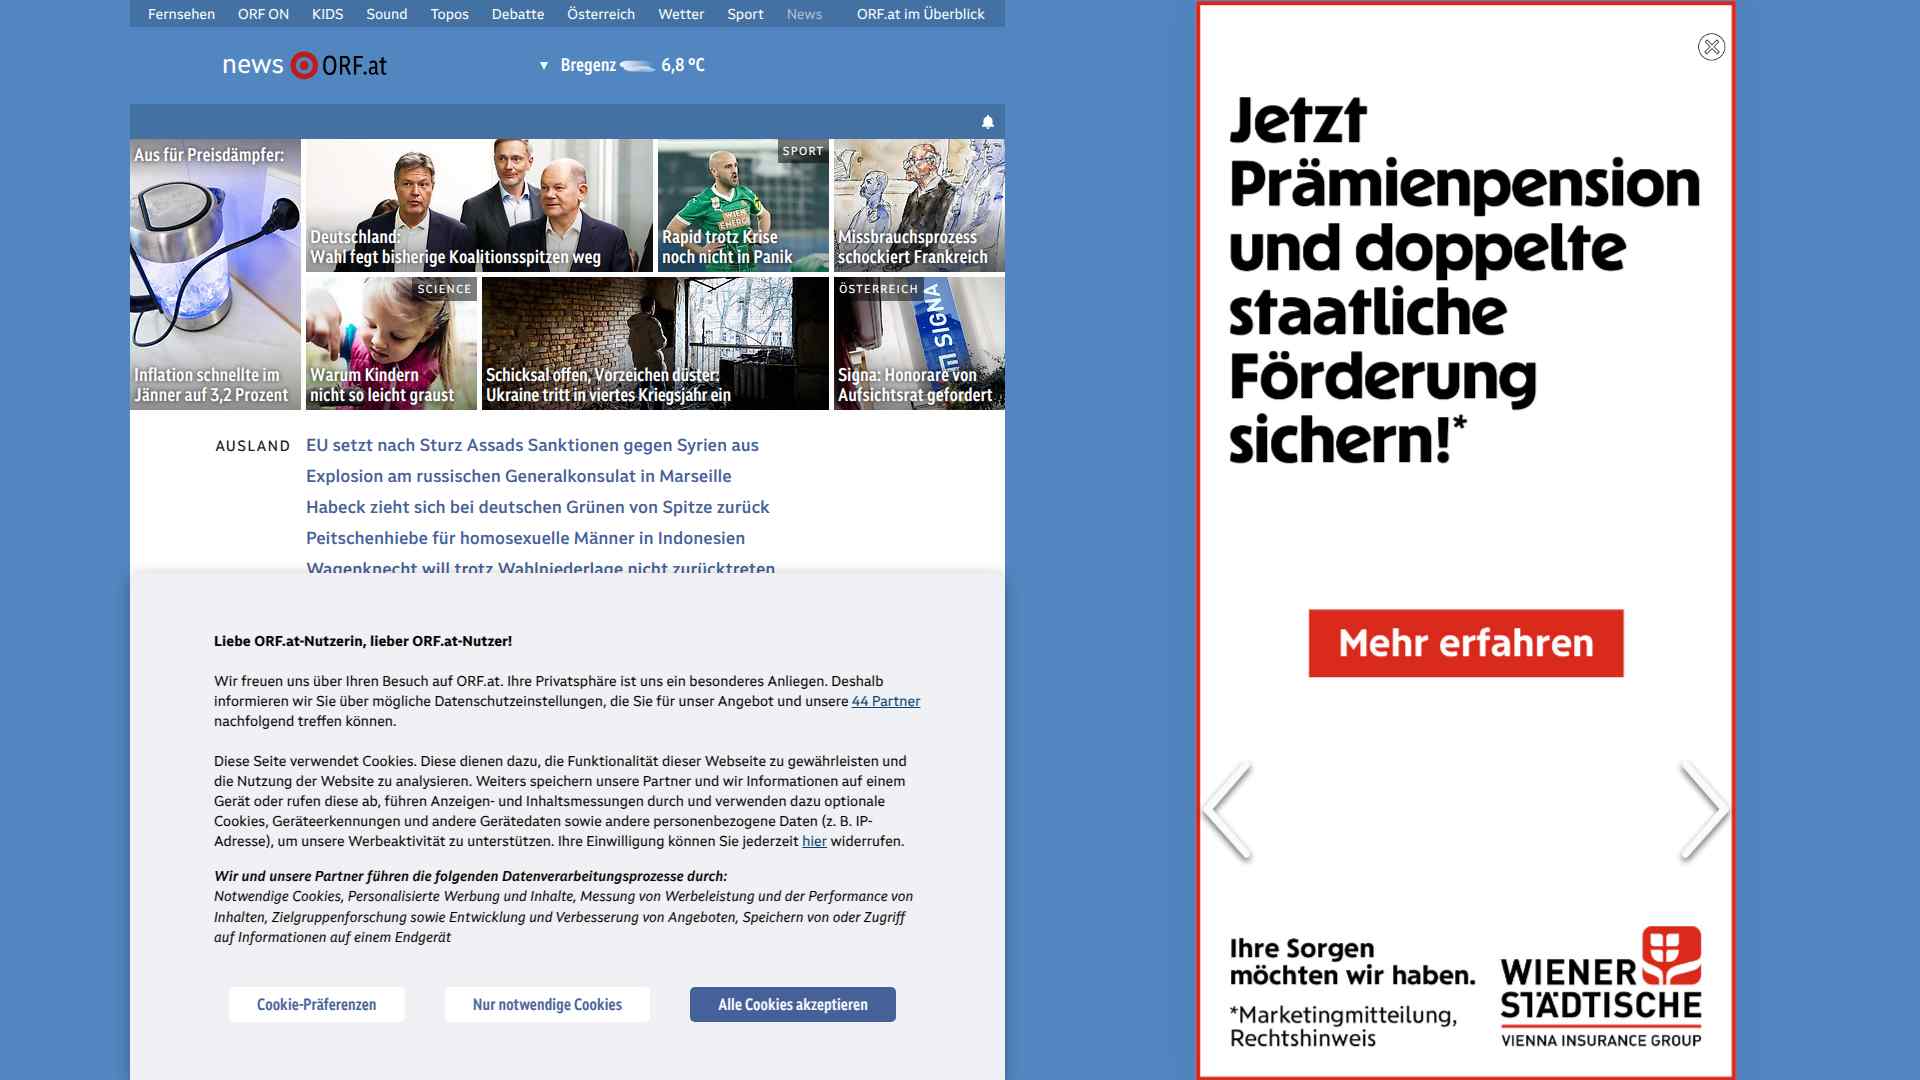 Fernsehen ORF ON KIDS Sound Topos Debatte Österreich Wetter Sport News ORF.at im Überblick
news ORF.at
Bregenz 6,8 °C
Aus für Preisdämpfer:
Inflation schnellte im
Jänner auf 3,2 Prozent
Deutschland:
Wahl fegt bisherige Koalitionsspitzen weg
SPORT
WIEN
ENERGIE
Rapid trotz Krise
noch nicht in Panik
Missbrauchsprozess
schockiert Frankreich
SCIENCE
Warum Kindern
nicht so leicht graust
Schicksal offen, Vorzeichen düster:
Ukraine tritt in viertes Kriegsjahr ein
ÖSTERREICH
SIGNA
Signa: Honorare von
Aufsichtsrat gefordert
AUSLAND
EU setzt nach Sturz Assads Sanktionen gegen Syrien aus
Explosion am russischen Generalkonsulat in Marseille
Habeck zieht sich bei deutschen Grünen von Spitze zurück
Peitschenhiebe für homosexuelle Männer in Indonesien
Wagenknecht will trotz Wahlniederlage nicht zurücktreten
Liebe ORF.at-Nutzerin, lieber ORF.at-Nutzer!
Wir freuen uns über Ihren Besuch auf ORF.at. Ihre Privatsphäre ist uns ein besonderes Anliegen. Deshalb
informieren wir Sie über mögliche Datenschutzeinstellungen, die Sie für unser Angebot und unsere 44 Partner
nachfolgend treffen können.
Diese Seite verwendet Cookies. Diese dienen dazu, die Funktionalität dieser Webseite zu gewährleisten und
die Nutzung der Website zu analysieren. Weiters speichern unsere Partner und wir Informationen auf einem
Gerät oder rufen diese ab, führen Anzeigen- und Inhaltsmessungen durch und verwenden dazu optionale
Cookies, Geräteerkennungen und andere Gerätedaten sowie andere personenbezogene Daten (z. B. IP-
Adresse), um unsere Werbeaktivität zu unterstützen. Ihre Einwilligung können Sie jederzeit hier widerrufen.
Wir und unsere Partner führen die folgenden Datenverarbeitungsprozesse durch:
Notwendige Cookies, Personalisierte Werbung und Inhalte, Messung von Werbeleistung und der Performance von
Inhalten, Zielgruppenforschung sowie Entwicklung und Verbesserung von Angeboten, Speichern von oder Zugriff
auf Informationen auf einem Endgerät
Cookie-Präferenzen Nur notwendige Cookies Alle Cookies akzeptieren
Jetzt
Prämienpension
und doppelte
staatliche
Förderung
sichern!*
Mehr erfahren
Ihre Sorgen
möchten wir haben.
*Marketingmitteilung,
Rechtshinweis
WIENER
STÄDTISCHE
VIENNA INSURANCE GROUP